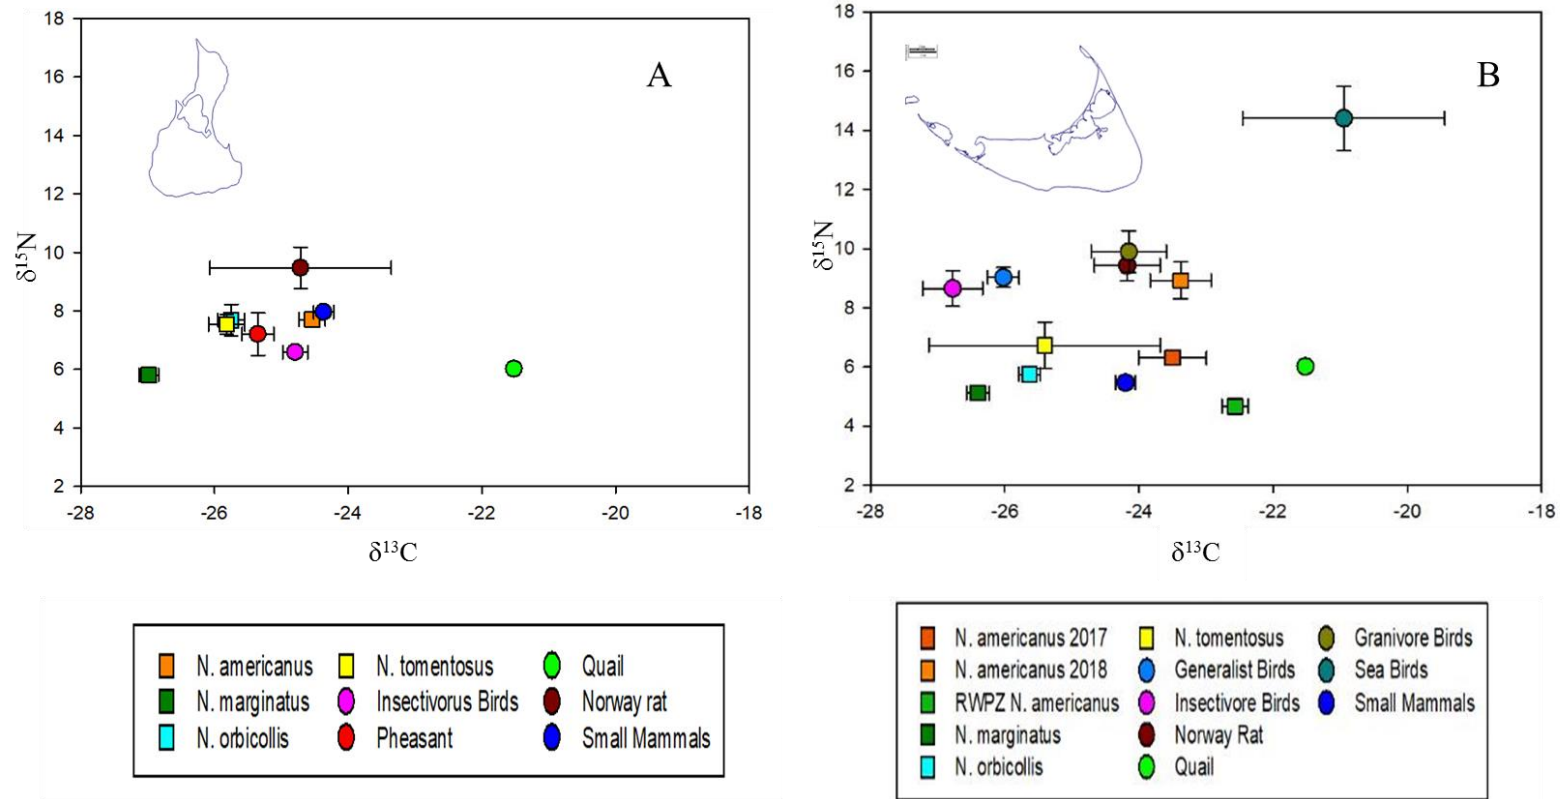 A
18
16
14
12
10
8
6
4
2
δ15N
-28
-26
-24
-22
-20
-18
δ13C
N. americanus
N. marginatus
N. orbicollis
N. tomentosus
Insectivorus Birds
Pheasant
Quail
Norway rat
Small Mammals
B
18
16
14
12
10
8
6
4
2
δ15N
-28
-26
-24
-22
-20
-18
δ13C
N. americanus 2017
N. americanus 2018
RWPZ N. americanus
N. marginatus
N. orbicollis
N. tomentosus
Generalist Birds
Insectivore Birds
Norway Rat
Quail
Granivore Birds
Sea Birds
Small Mammals